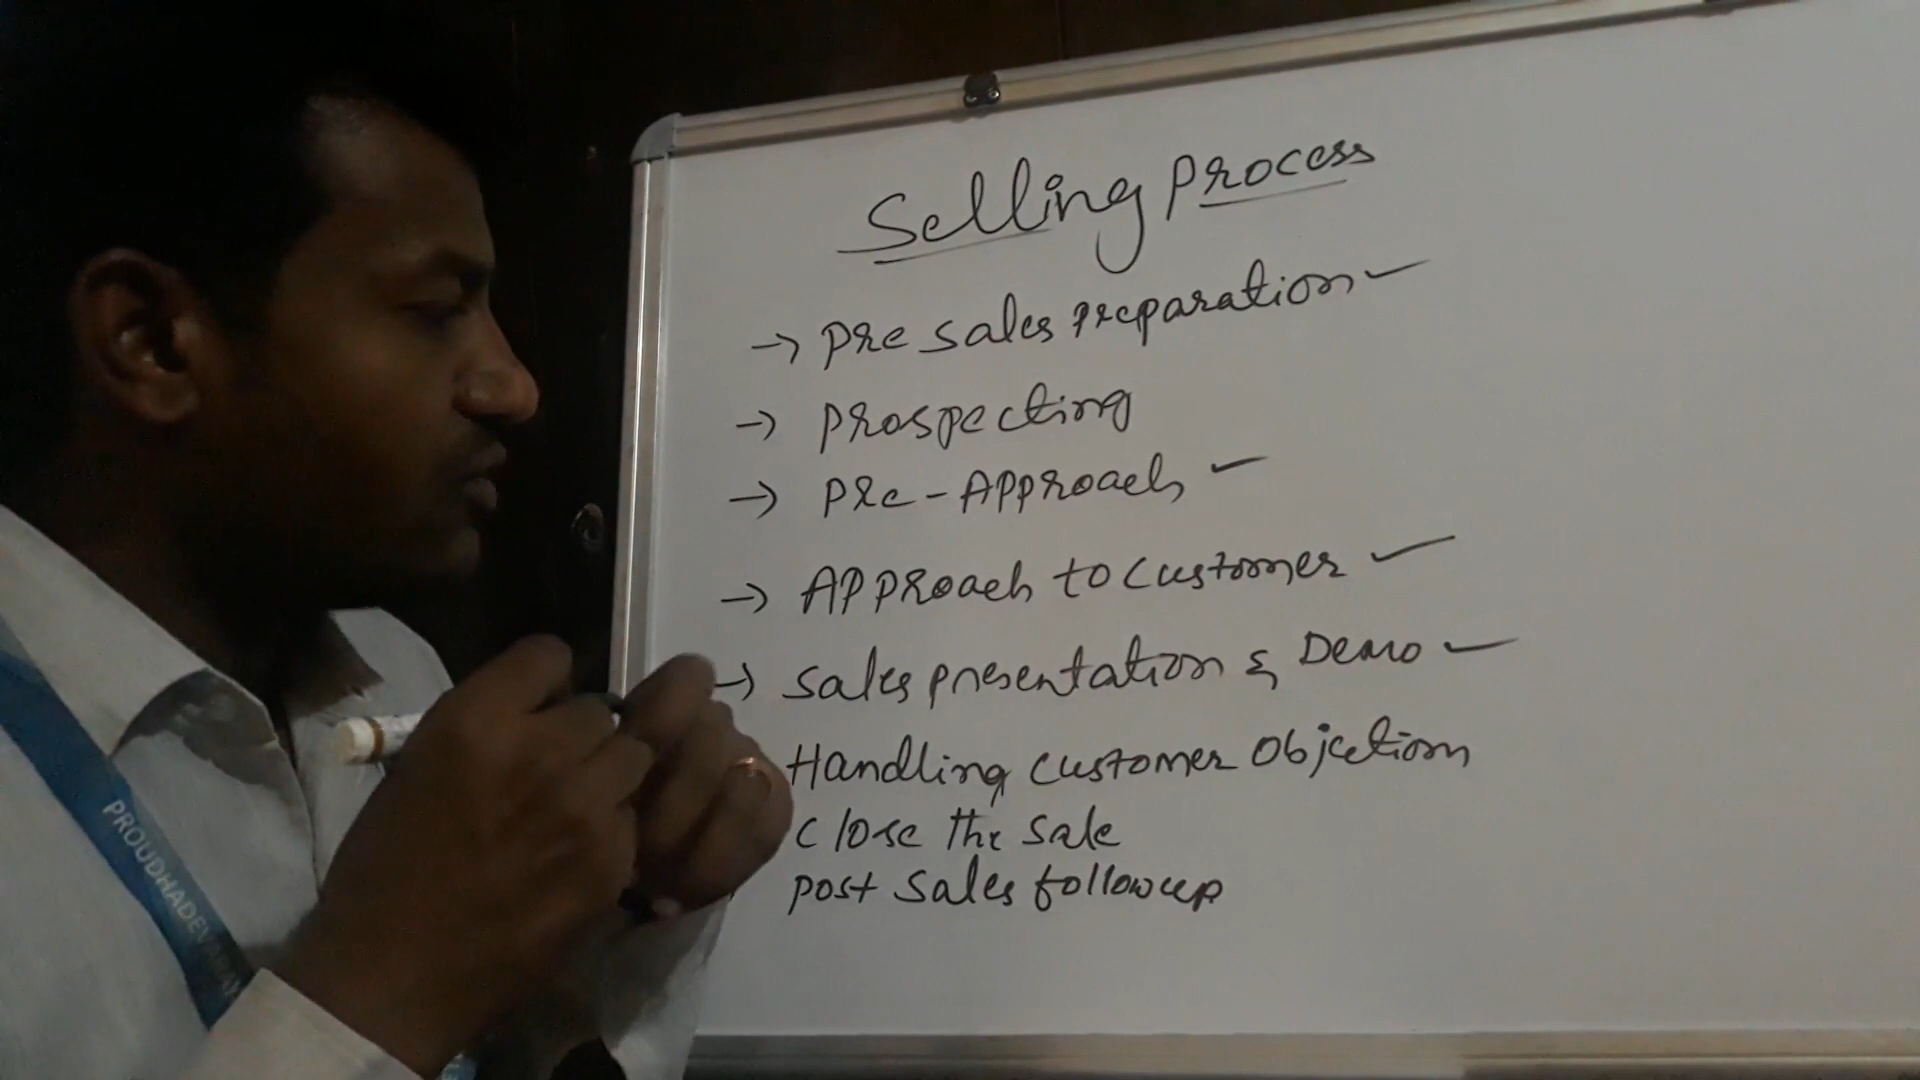 Selling Process
→ Pre sales preparation ✓
→ Prospecting
→ Pre-Approach ✓
→ Approach to Customer ✓
→ Sales presentation & Demo ✓
Handling customer Objection
Close the sale
Post sales followup
PROUDHADEVARAY